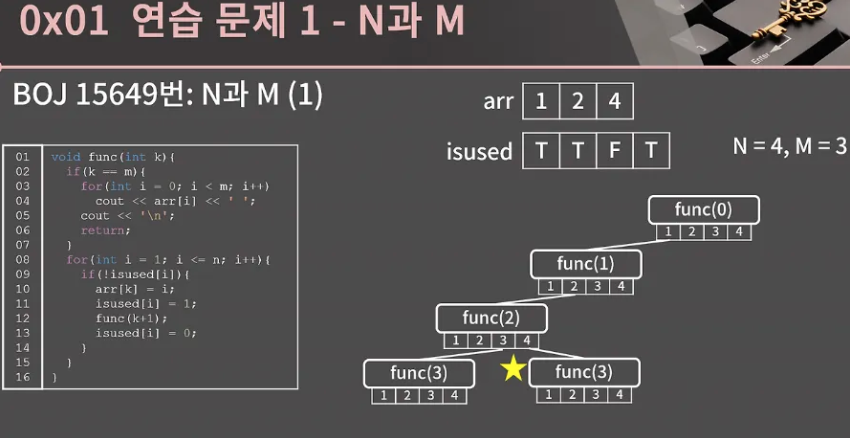 0x01 연습 문제 1 - N과 M
Enter
BOJ 15649번: N과 M (1)
arr 1 2 4
isused T T F T
N = 4, M = 3
01 void func(int k){
02 if(k == m){
03 for(int i = 0; i < m; i++)
04 cout << arr[i] << ' ';
05 cout << '\n';
06 return;
07 }
08 for(int i = 1; i <= n; i++){
09 if(!isused[i]){
10 arr[k] = i;
11 isused[i] = 1;
12 func(k+1);
13 isused[i] = 0;
14 }
15 }
16 }
func(0)
1 2 3 4
func(1)
1 2 3 4
func(2)
1 2 3 4
func(3)
1 2 3 4
func(3)
1 2 3 4